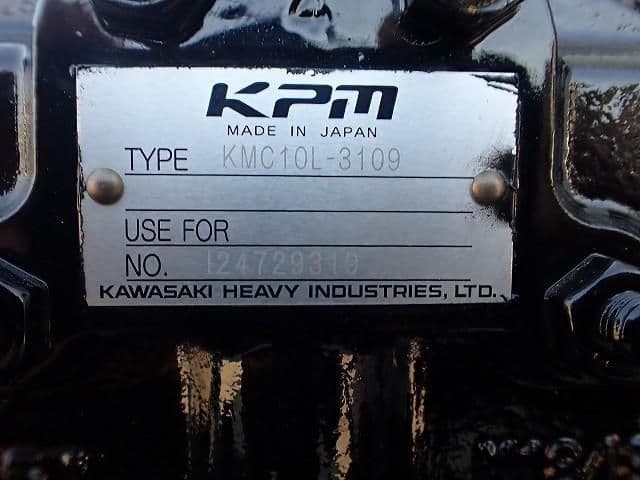 KPM
MADE IN JAPAN
TYPE KMC10L-3109
USE FOR
NO. 124729310
KAWASAKI HEAVY INDUSTRIES, LTD.